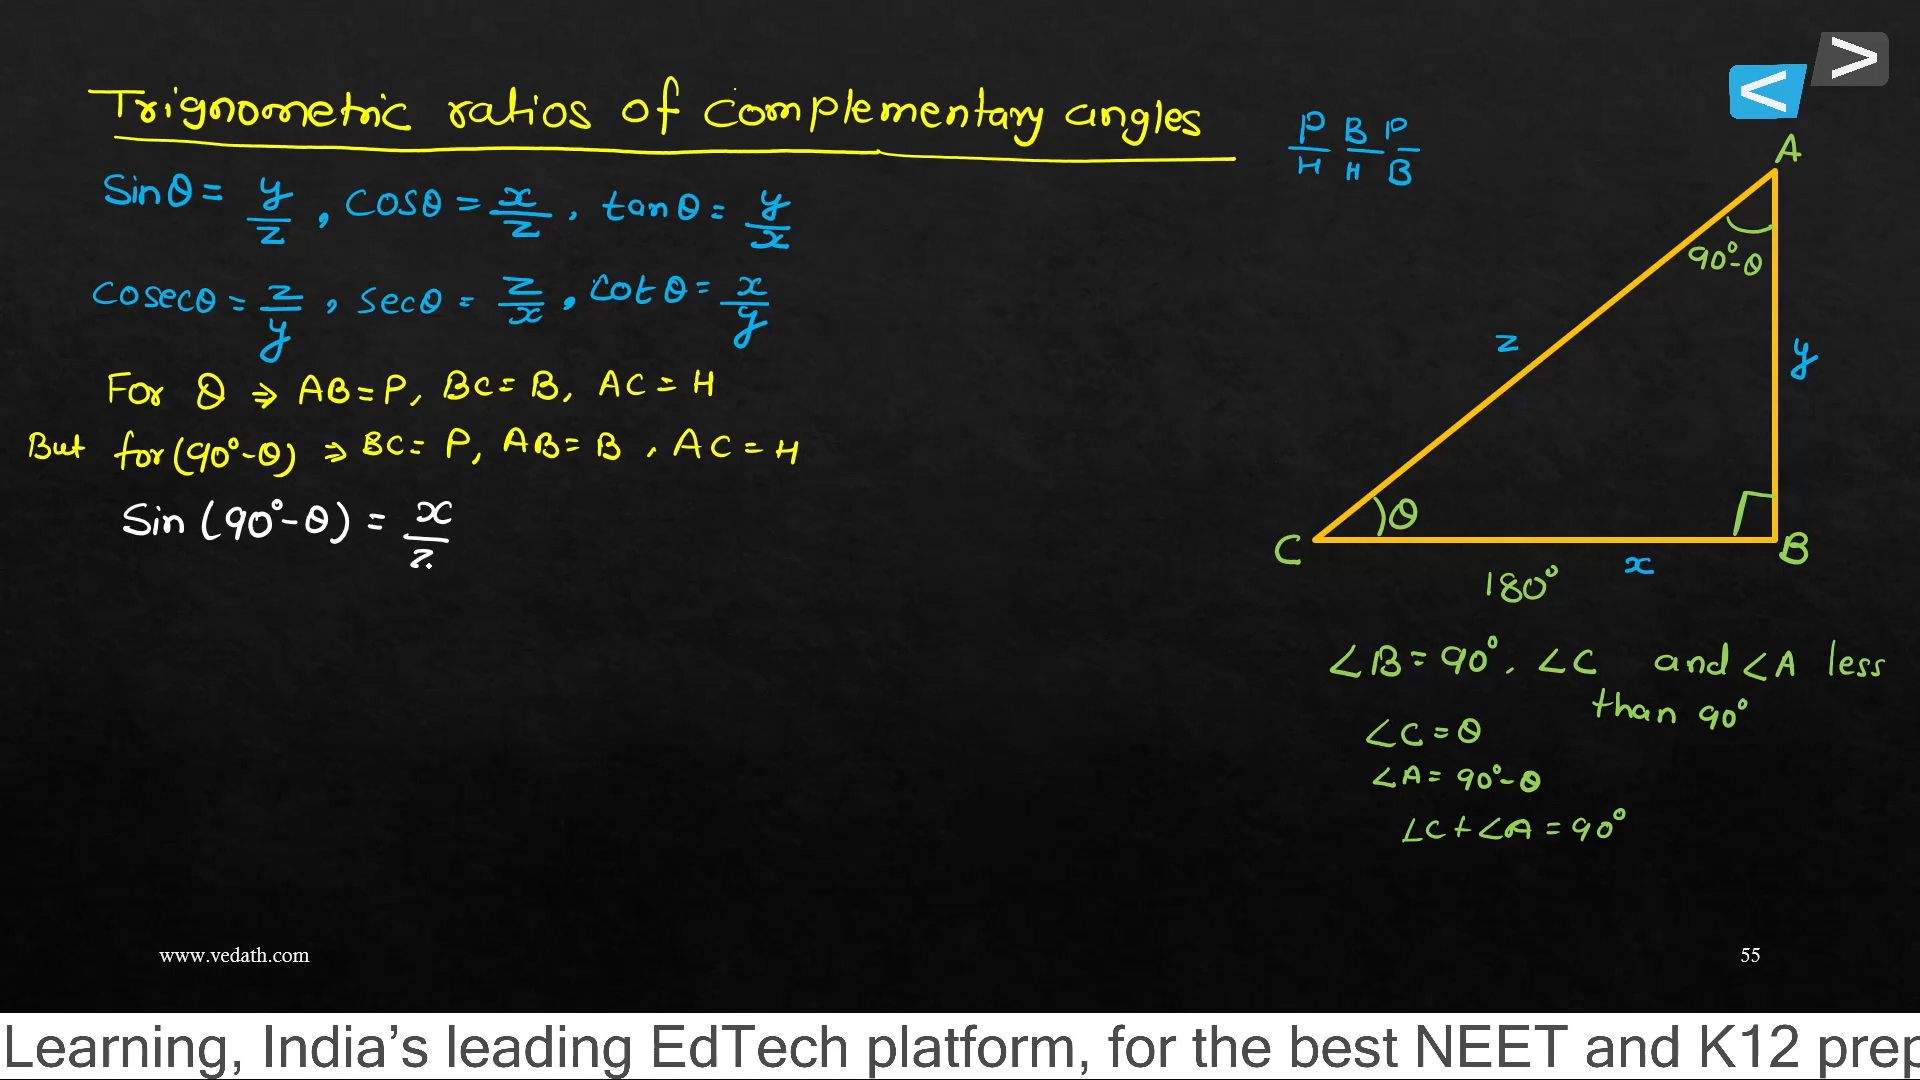 Trignometric ratios of complementary angles
Sinθ = y/z, cosθ = x/z, tanθ = y/x
cosecθ = z/y, secθ = z/x, cotθ = x/y
For θ ⇒ AB = P, BC = B, AC = H
But for (90°-θ) ⇒ BC = P, AB = B, AC = H
Sin (90°-θ) = x/z
P/H B/H P/B
< >
A
90°-θ
z
y
C θ B
x
180°
∠B = 90°, ∠C and ∠A less
than 90°
∠C = θ
∠A = 90°-θ
∠C + ∠A = 90°
www.vedath.com
55
Learning, India’s leading EdTech platform, for the best NEET and K12 prep